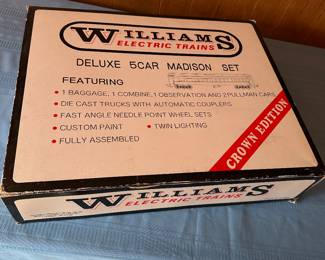 WILLIAMS
ELECTRIC TRAINS
DELUXE 5CAR MADISON SET
FEATURING
• 1 BAGGAGE, 1 COMBINE, 1 OBSERVATION AND 2 PULLMAN CARS
• DIE CAST TRUCKS WITH AUTOMATIC COUPLERS
• FAST ANGLE NEEDLE POINT WHEEL SETS
• CUSTOM PAINT • TWIN LIGHTING
• FULLY ASSEMBLED
CROWN EDITION
WILLIAMS
ELECTRIC TRAINS